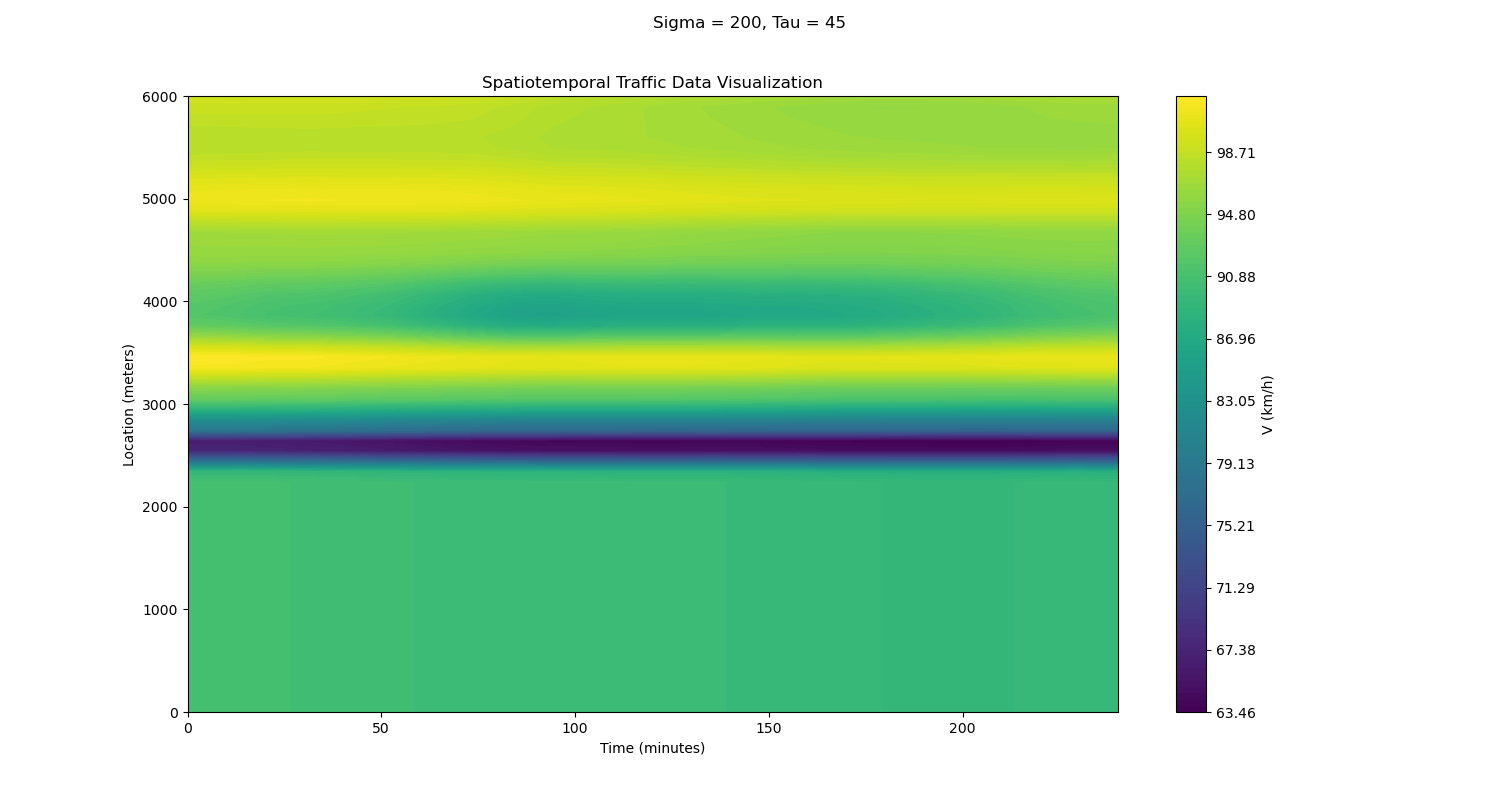 Sigma = 200, Tau = 45
Spatiotemporal Traffic Data Visualization
6000
5000
4000
3000
2000
1000
0
Location (meters)
0 50 100 150 200
Time (minutes)
98.71
94.80
90.88
86.96
83.05
79.13
75.21
71.29
67.38
63.46
V (km/h)